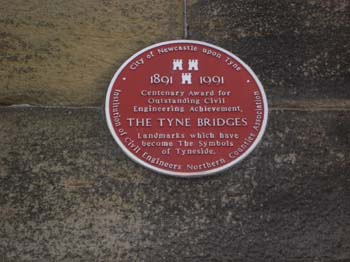 City of Newcastle upon Tyne
1891 1991
Centenary Award for
Outstanding Civil
Engineering Achievement,
THE TYNE BRIDGES
Landmarks which have
become The Symbols
of Tyneside.
Institution of Civil Engineers Northern Counties Association